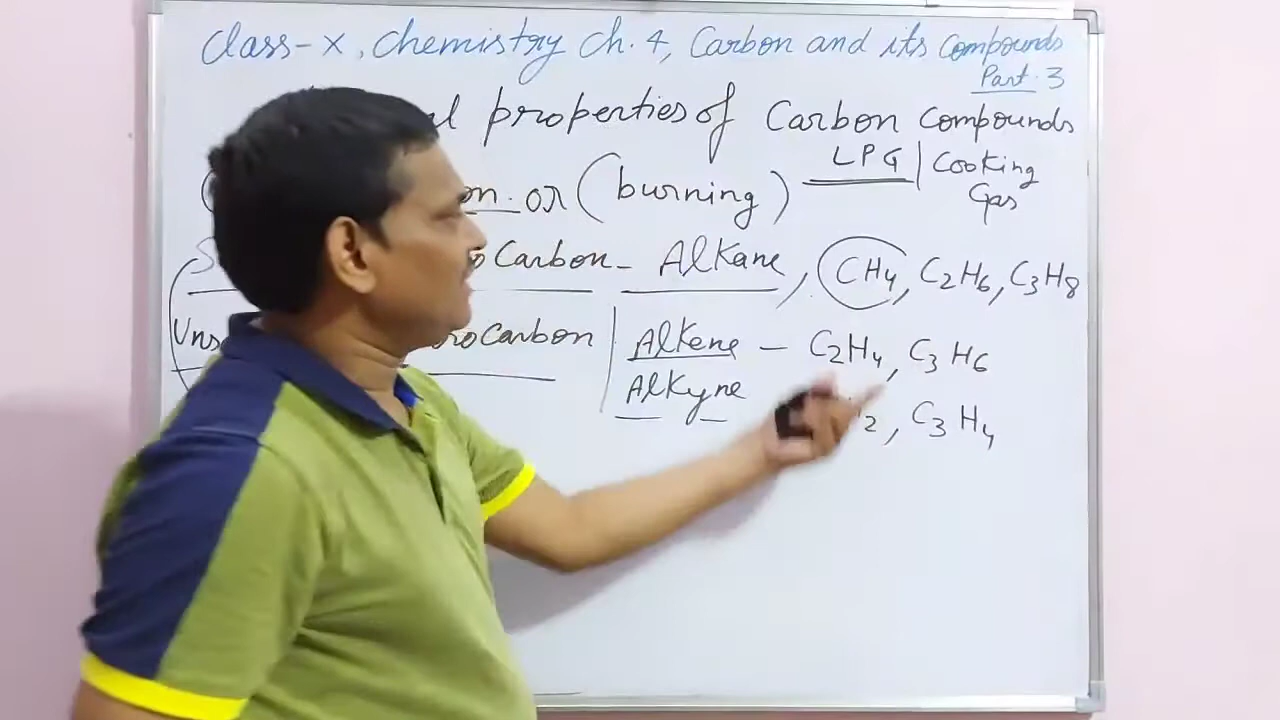 Class-X, Chemistry Ch. 4, Carbon and its Compounds
Part 3
properties of Carbon Compounds
or (burning) LPG | Cooking Gas
Carbon - Alkane, CH4, C2H6, C3H8
Carbon | Alkene - C2H4, C3H6
Alkyne 2, C3H4